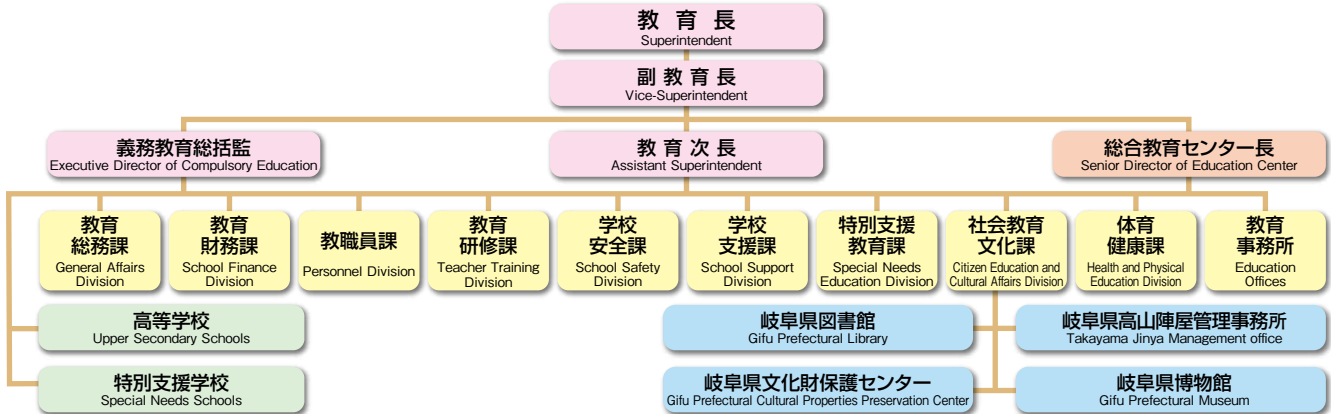 教育長
Superintendent
副教育長
Vice-Superintendent
義務教育総括監
Executive Director of Compulsory Education
教育次長
Assistant Superintendent
総合教育センター長
Senior Director of Education Center
教育
総務課
General Affairs
Division
教育
財務課
School Finance
Division
教職員課
Personnel Division
教育
研修課
Teacher Training
Division
学校
安全課
School Safety
Division
学校
支援課
School Support
Division
特別支援
教育課
Special Needs
Education Division
社会教育
文化課
Citizen Education and
Cultural Affairs Division
体育
健康課
Health and Physical
Education Division
教育
事務所
Education
Offices
高等学校
Upper Secondary Schools
岐阜県図書館
Gifu Prefectural Library
岐阜県高山陣屋管理事務所
Takayama Jinya Management office
特別支援学校
Special Needs Schools
岐阜県文化財保護センター
Gifu Prefectural Cultural Properties Preservation Center
岐阜県博物館
Gifu Prefectural Museum